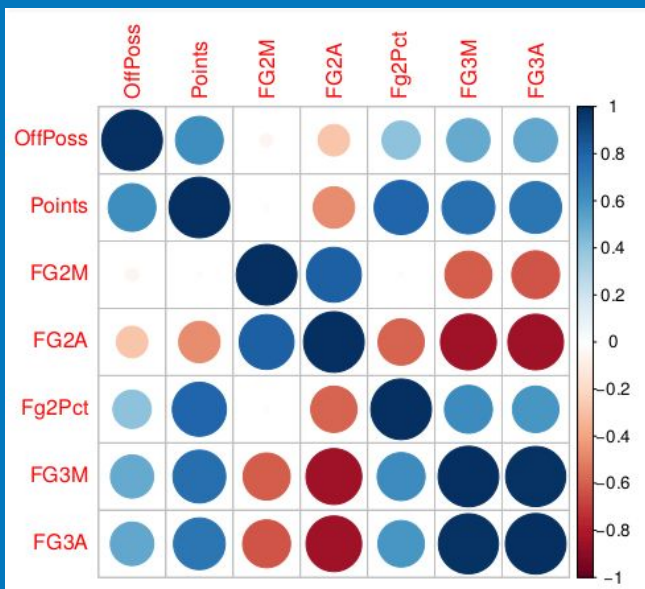 OffPoss
Points
FG2M
FG2A
Fg2Pct
FG3M
FG3A
OffPoss
Points
FG2M
FG2A
Fg2Pct
FG3M
FG3A
1
0.8
0.6
0.4
0.2
0
-0.2
-0.4
-0.6
-0.8
-1